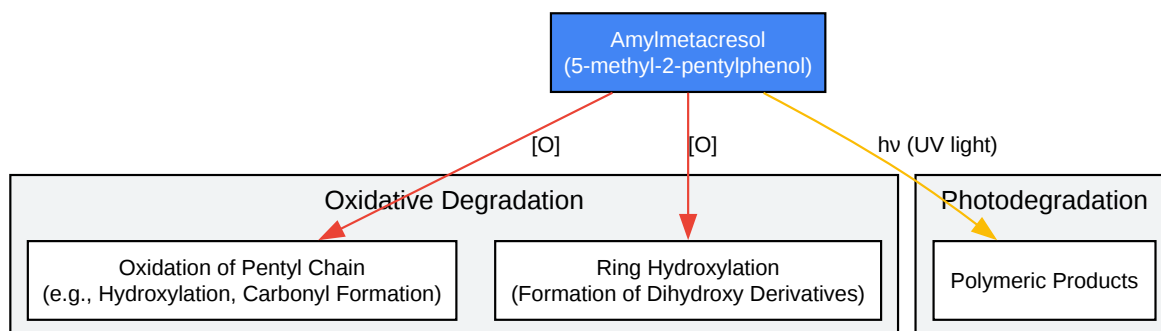 Amylmetacresol
(5-methyl-2-pentylphenol)
[O]
[O]
hν (UV light)
Oxidative Degradation
Photodegradation
Oxidation of Pentyl Chain
(e.g., Hydroxylation, Carbonyl Formation)
Ring Hydroxylation
(Formation of Dihydroxy Derivatives)
Polymeric Products